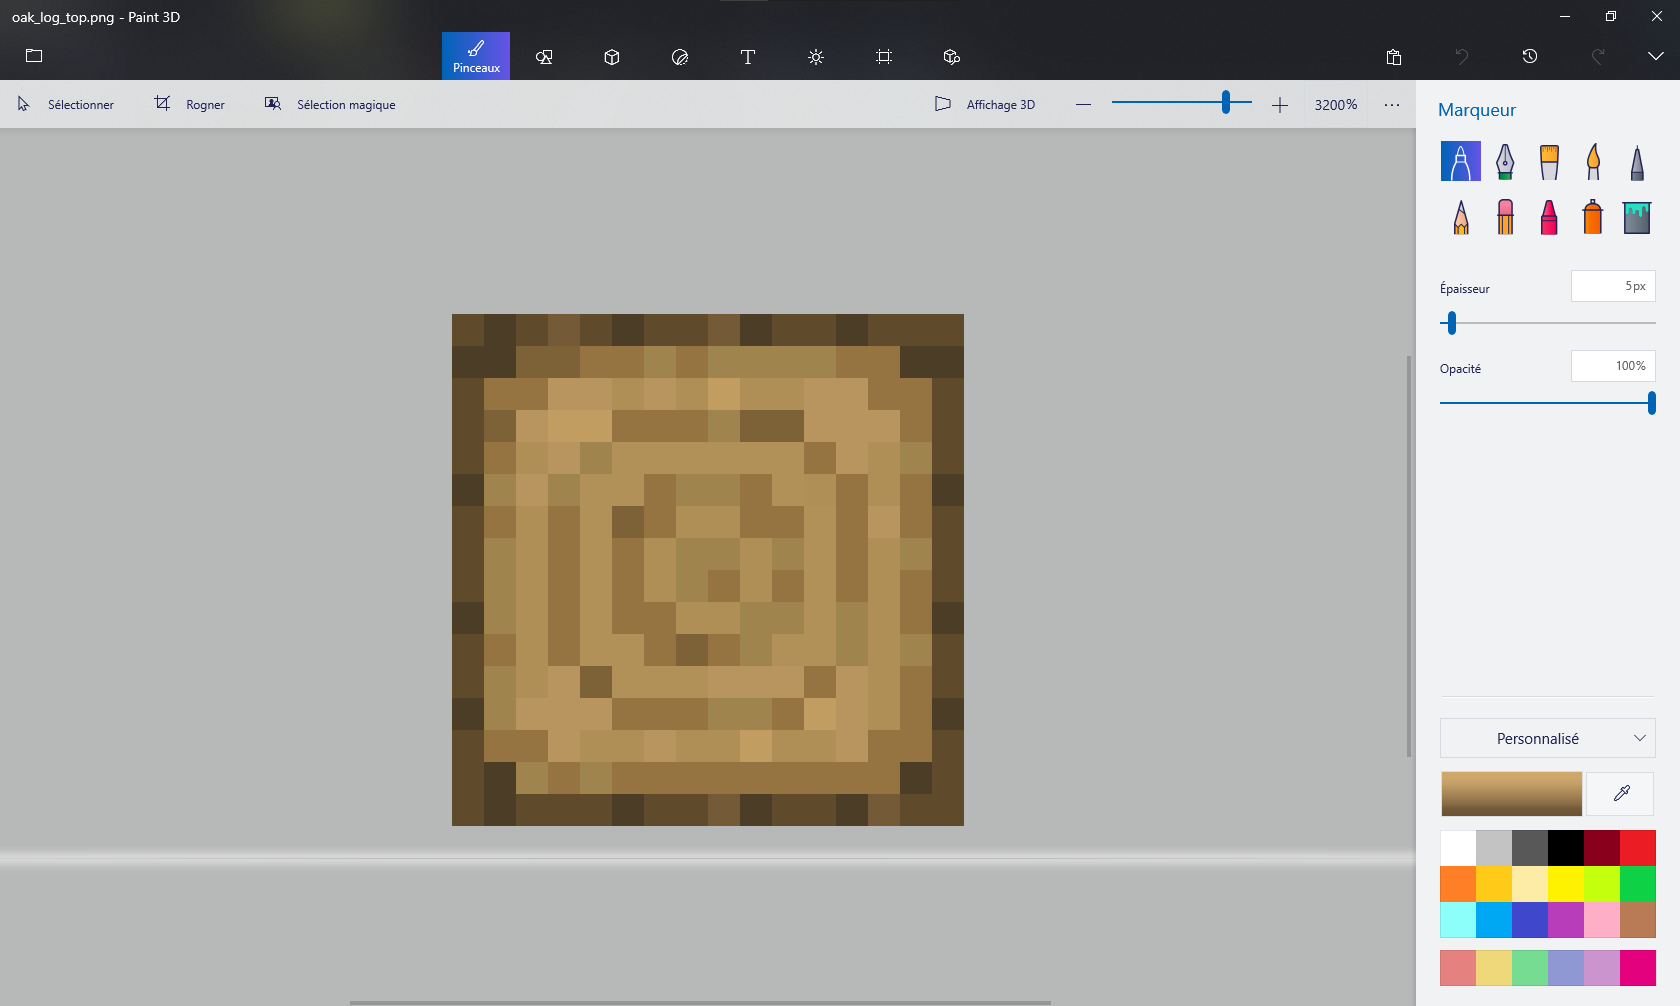 oak_log_top.png - Paint 3D
Pinceaux
Sélectionner
Rogner
Sélection magique
Affichage 3D
3200%
Marqueur
Épaisseur
5px
Opacité
100%
Personnalisé